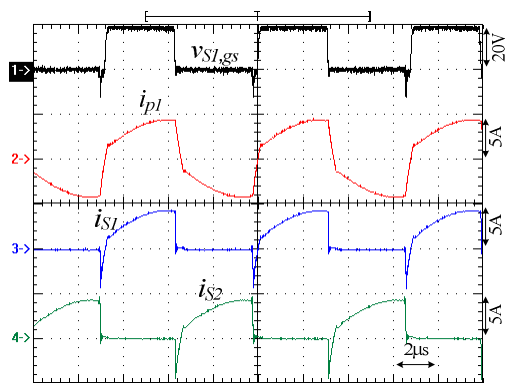 1->
vS1,gs
20V
ip1
2->
5A
iS1
3->
5A
iS2
4->
5A
2μs